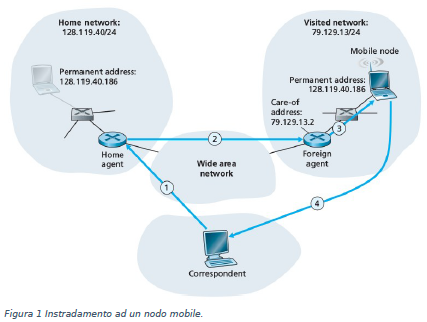 Home network:
128.119.40/24
Visited network:
79.129.13/24
Mobile node
Permanent address:
128.119.40.186
Permanent address:
128.119.40.186
Care-of
address:
79.129.13.2
2
3
Home
agent
Wide area
network
Foreign
agent
1
4
Correspondent
Figura 1 Instradamento ad un nodo mobile.